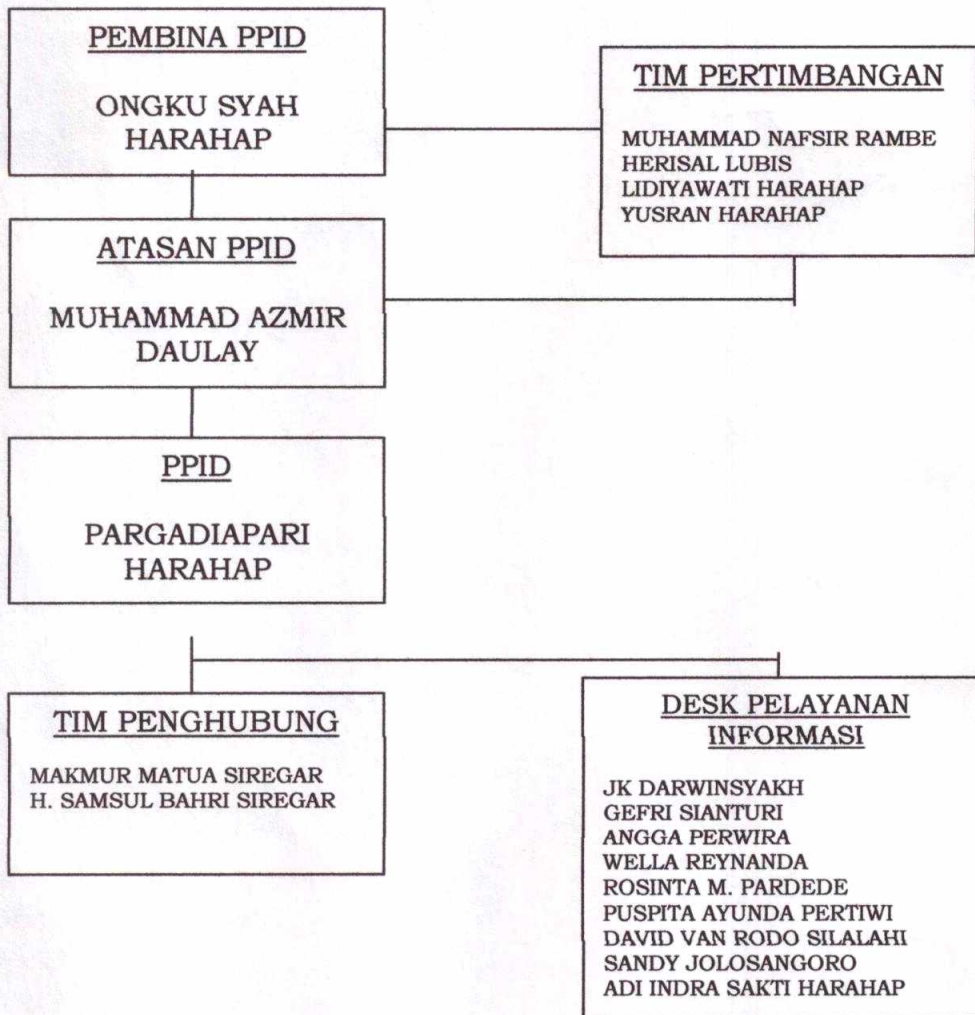 PEMBINA PPID
ONGKU SYAH
HARAHAP
TIM PERTIMBANGAN
MUHAMMAD NAFSIR RAMBE
HERISAL LUBIS
LIDIYAWATI HARAHAP
YUSRAN HARAHAP
ATASAN PPID
MUHAMMAD AZMIR
DAULAY
PPID
PARGADIAPARI
HARAHAP
TIM PENGHUBUNG
MAKMUR MATUA SIREGAR
H. SAMSUL BAHRI SIREGAR
DESK PELAYANAN
INFORMASI
JK DARWINSYAKH
GEFRI SIANTURI
ANGGA PERWIRA
WELLA REYNANDA
ROSINTA M. PARDEDE
PUSPITA AYUNDA PERTIWI
DAVID VAN RODO SILALAHI
SANDY JOLOSANGORO
ADI INDRA SAKTI HARAHAP